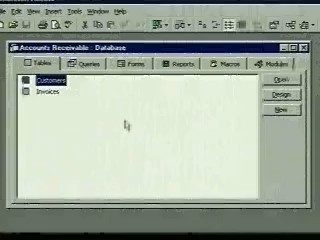 File Edit View Insert Tools Window Help
Accounts Receivable : Database
Tables Queries Forms Reports Macros Modules
Customers Open
Invoices Design
New